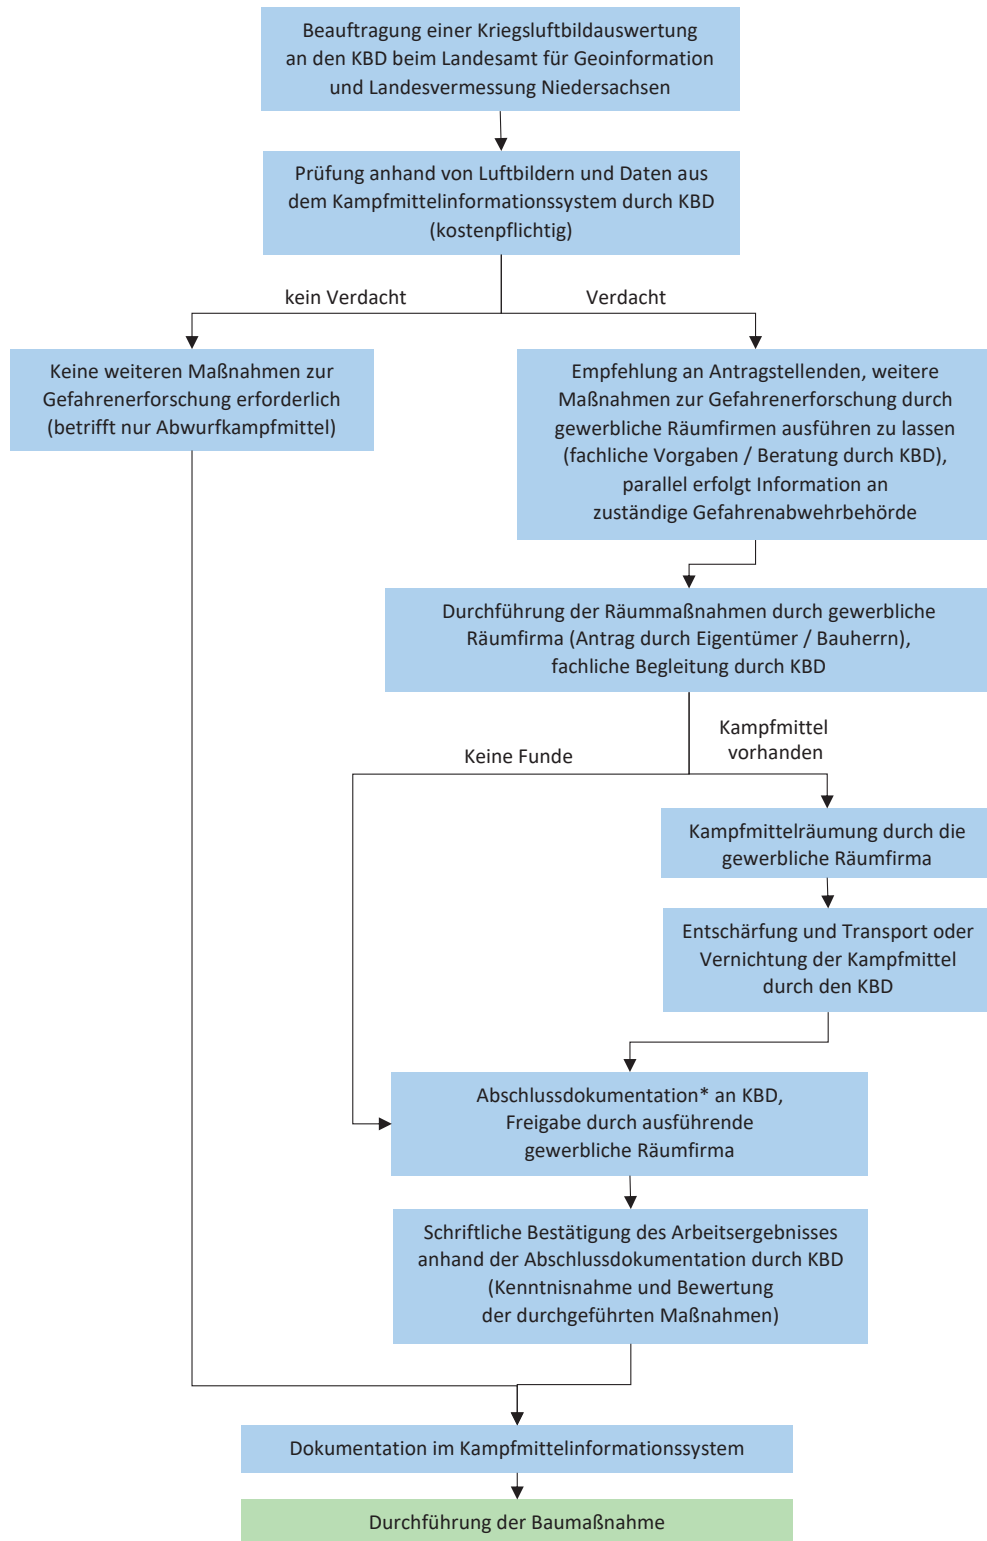 Beauftragung einer Kriegsluftbildauswertung
an den KBD beim Landesamt für Geoinformation
und Landesvermessung Niedersachsen
Prüfung anhand von Luftbildern und Daten aus
dem Kampfmittelinformationssystem durch KBD
(kostenpflichtig)
kein Verdacht
Verdacht
Keine weiteren Maßnahmen zur
Gefahrenerforschung erforderlich
(betrifft nur Abwurfkampfmittel)
Empfehlung an Antragstellenden, weitere
Maßnahmen zur Gefahrenerforschung durch
gewerbliche Räumfirmen ausführen zu lassen
(fachliche Vorgaben / Beratung durch KBD),
parallel erfolgt Information an
zuständige Gefahrenabwehrbehörde
Durchführung der Räummaßnahmen durch gewerbliche
Räumfirma (Antrag durch Eigentümer / Bauherrn),
fachliche Begleitung durch KBD
Keine Funde
Kampfmittel
vorhanden
Kampfmittelräumung durch die
gewerbliche Räumfirma
Entschärfung und Transport oder
Vernichtung der Kampfmittel
durch den KBD
Abschlussdokumentation* an KBD,
Freigabe durch ausführende
gewerbliche Räumfirma
Schriftliche Bestätigung des Arbeitsergebnisses
anhand der Abschlussdokumentation durch KBD
(Kenntnisnahme und Bewertung
der durchgeführten Maßnahmen)
Dokumentation im Kampfmittelinformationssystem
Durchführung der Baumaßnahme